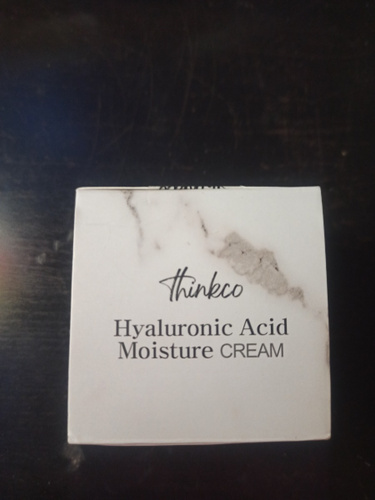 Thinkco
Hyaluronic Acid
Moisture CREAM